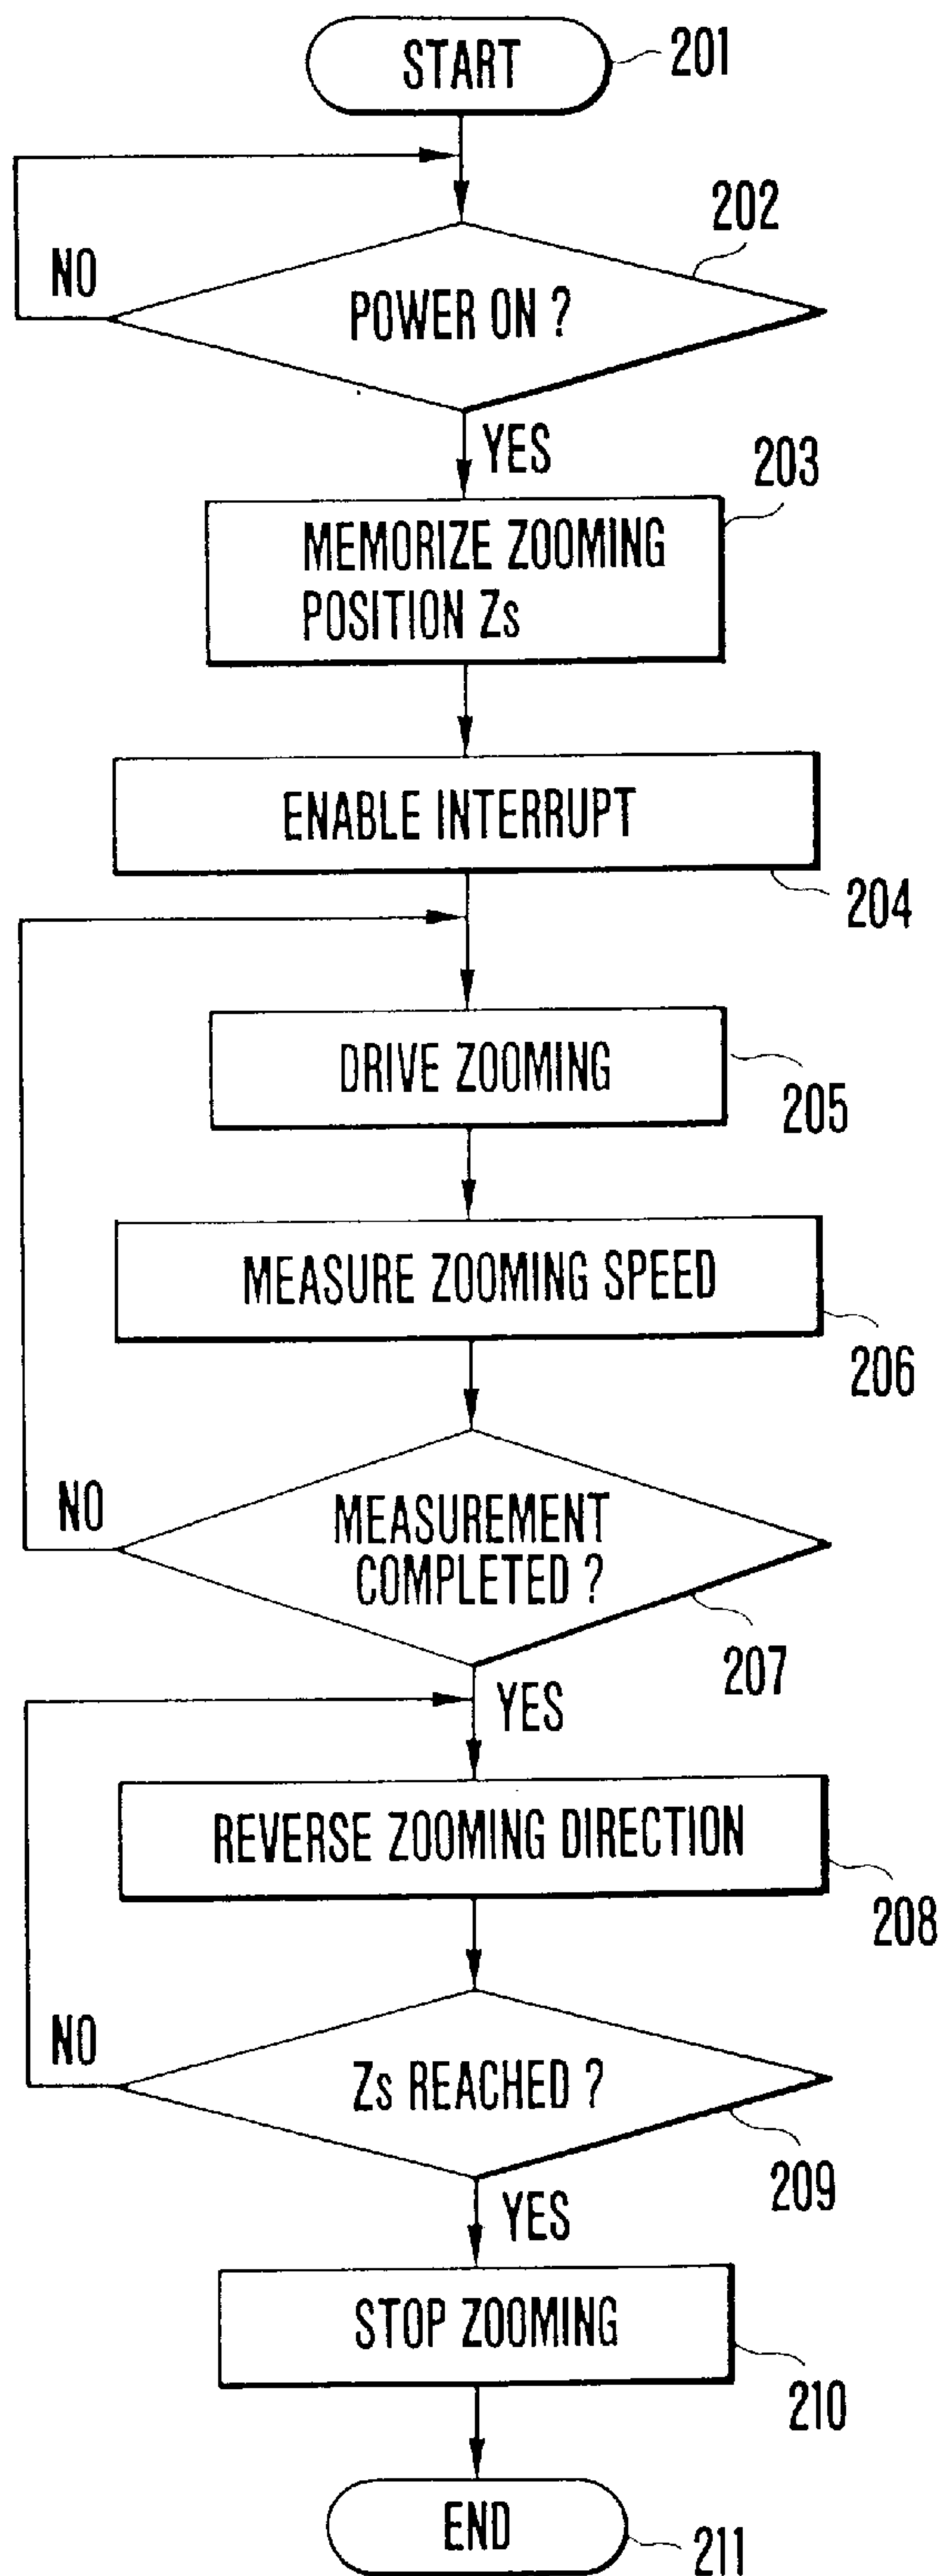 START
201
202
NO
POWER ON ?
YES
203
MEMORIZE ZOOMING
POSITION Zs
ENABLE INTERRUPT
204
DRIVE ZOOMING
205
MEASURE ZOOMING SPEED
206
NO
MEASUREMENT
COMPLETED ?
207
YES
REVERSE ZOOMING DIRECTION
208
NO
Zs REACHED ?
209
YES
STOP ZOOMING
210
END
211